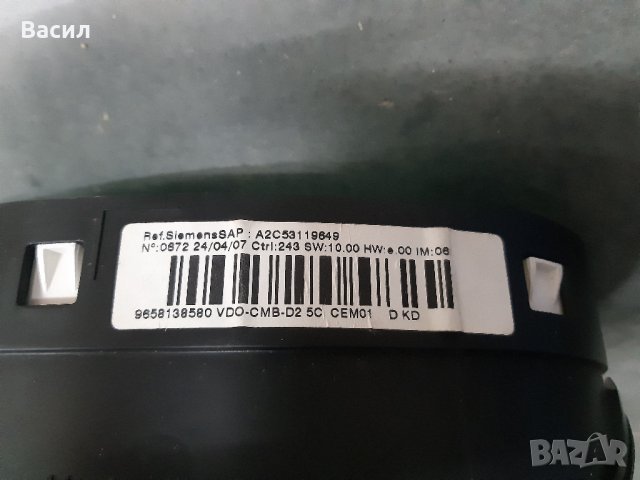 Васил
Ref.SiemensSAP : A2C53119649
N°:0672 24/04/07 Ctrl:243 SW:10.00 HW:e.00 IM:06
9658138580 VDO-CMB-D2 5C CEM01 D KD
BAZAR